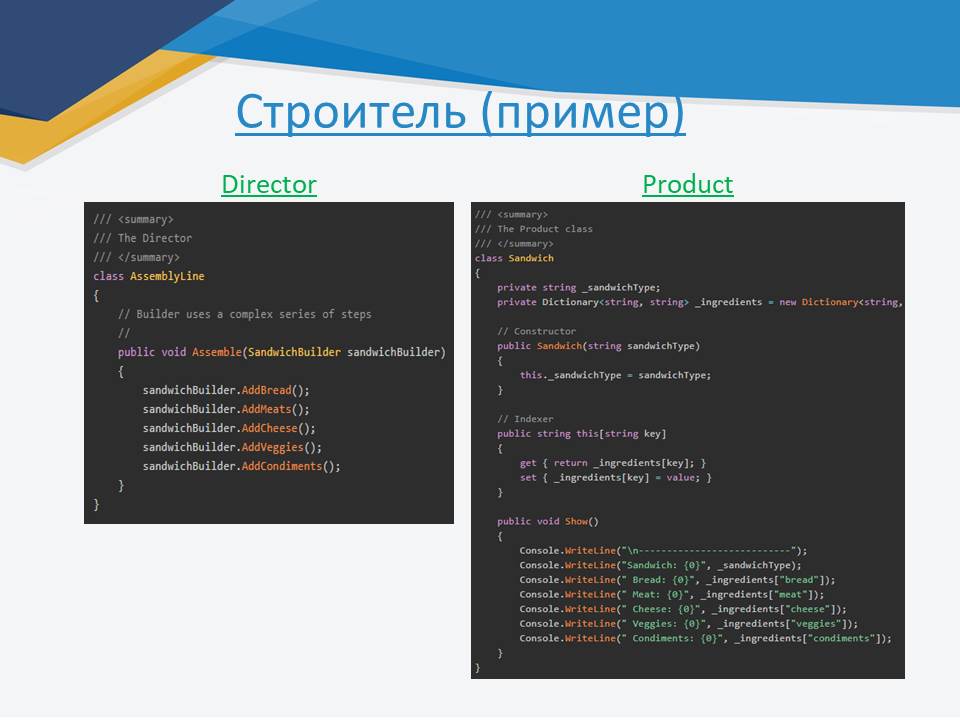 Строитель (пример)
Director
/// <summary>
/// The Director
/// </summary>
class AssemblyLine
{
    // Builder uses a complex series of steps
    //
    public void Assemble(SandwichBuilder sandwichBuilder)
    {
        sandwichBuilder.AddBread();
        sandwichBuilder.AddMeats();
        sandwichBuilder.AddCheese();
        sandwichBuilder.AddVeggies();
        sandwichBuilder.AddCondiments();
    }
}
Product
/// <summary>
/// The Product class
/// </summary>
class Sandwich
{
    private string _sandwichType;
    private Dictionary<string, string> _ingredients = new Dictionary<string,

    // Constructor
    public Sandwich(string sandwichType)
    {
        this._sandwichType = sandwichType;
    }

    // Indexer
    public string this[string key]
    {
        get { return _ingredients[key]; }
        set { _ingredients[key] = value; }
    }

    public void Show()
    {
        Console.WriteLine("\n---------------------------");
        Console.WriteLine("Sandwich: {0}", _sandwichType);
        Console.WriteLine(" Bread: {0}", _ingredients["bread"]);
        Console.WriteLine(" Meat: {0}", _ingredients["meat"]);
        Console.WriteLine(" Cheese: {0}", _ingredients["cheese"]);
        Console.WriteLine(" Veggies: {0}", _ingredients["veggies"]);
        Console.WriteLine(" Condiments: {0}", _ingredients["condiments"]);
    }
}